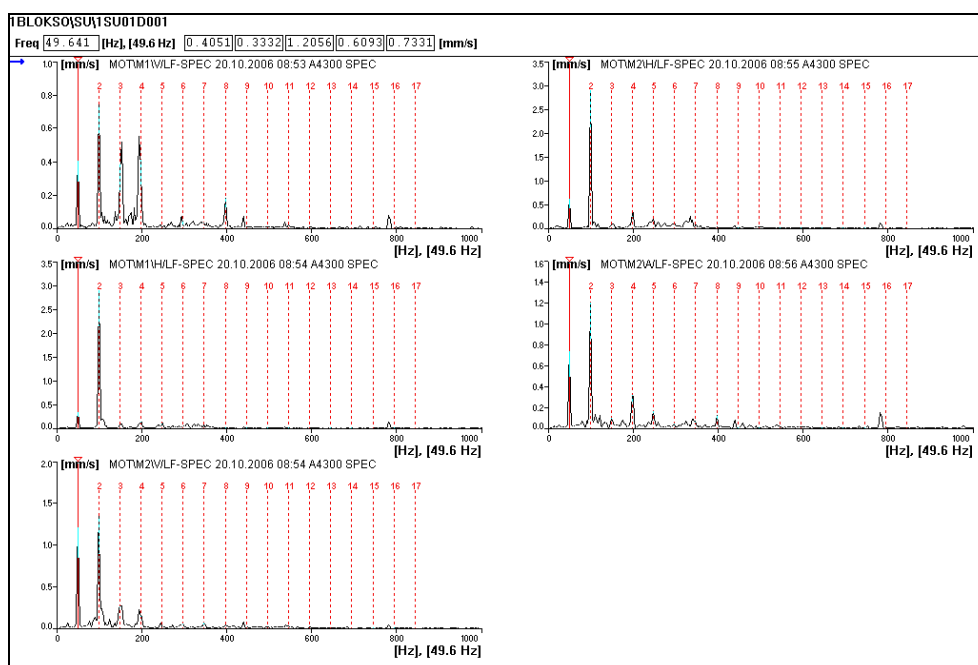 1BLOKSO\SU\1SU01D001
Freq 49.641 [Hz], [49.6 Hz] 0.4051 0.3332 1.2056 0.6093 0.7331 [mm/s]
[mm/s] MOT\M1\V/LF-SPEC 20.10.2006 08:53 A4300 SPEC
2 3 4 5 6 7 8 9 10 11 12 13 14 15 16 17
1.0
0.8
0.6
0.4
0.2
0.0
0 200 400 600 800 1000
[Hz], [49.6 Hz]
[mm/s] MOT\M1\H/LF-SPEC 20.10.2006 08:54 A4300 SPEC
2 3 4 5 6 7 8 9 10 11 12 13 14 15 16 17
3.5
3.0
2.5
2.0
1.5
1.0
0.5
0.0
0 200 400 600 800 1000
[Hz], [49.6 Hz]
[mm/s] MOT\M2\V/LF-SPEC 20.10.2006 08:54 A4300 SPEC
2 3 4 5 6 7 8 9 10 11 12 13 14 15 16 17
2.0
1.5
1.0
0.5
0.0
0 200 400 600 800 1000
[Hz], [49.6 Hz]
[mm/s] MOT\M2\H/LF-SPEC 20.10.2006 08:55 A4300 SPEC
2 3 4 5 6 7 8 9 10 11 12 13 14 15 16 17
3.5
3.0
2.5
2.0
1.5
1.0
0.5
0.0
0 200 400 600 800 1000
[Hz], [49.6 Hz]
[mm/s] MOT\M2\A/LF-SPEC 20.10.2006 08:56 A4300 SPEC
2 3 4 5 6 7 8 9 10 11 12 13 14 15 16 17
1.6
1.4
1.2
1.0
0.8
0.6
0.4
0.2
0.0
0 200 400 600 800 1000
[Hz], [49.6 Hz]